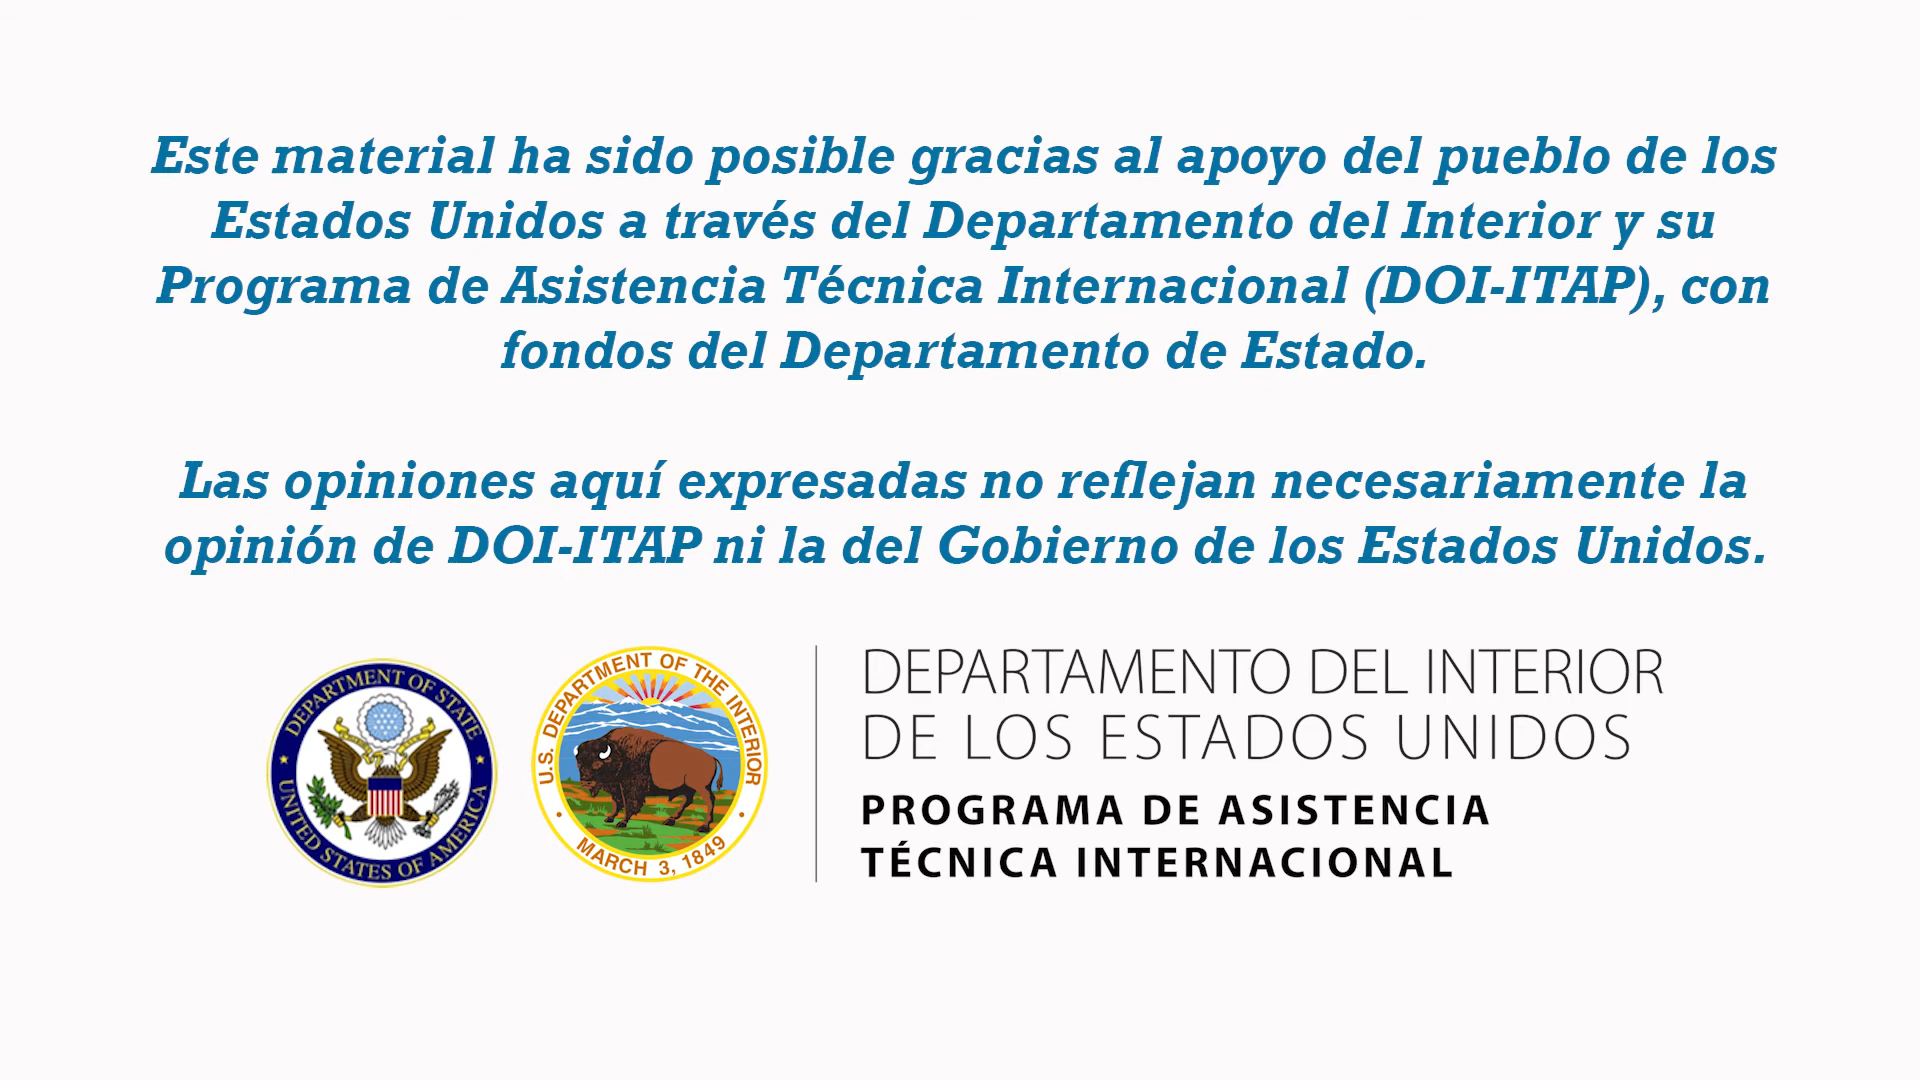 Este material ha sido posible gracias al apoyo del pueblo de los
Estados Unidos a través del Departamento del Interior y su
Programa de Asistencia Técnica Internacional (DOI-ITAP), con
fondos del Departamento de Estado.
Las opiniones aquí expresadas no reflejan necesariamente la
opinión de DOI-ITAP ni la del Gobierno de los Estados Unidos.
DEPARTMENT OF STATE
UNITED STATES OF AMERICA
U.S. DEPARTMENT OF THE INTERIOR
MARCH 3, 1849
DEPARTAMENTO DEL INTERIOR
DE LOS ESTADOS UNIDOS
PROGRAMA DE ASISTENCIA
TÉCNICA INTERNACIONAL